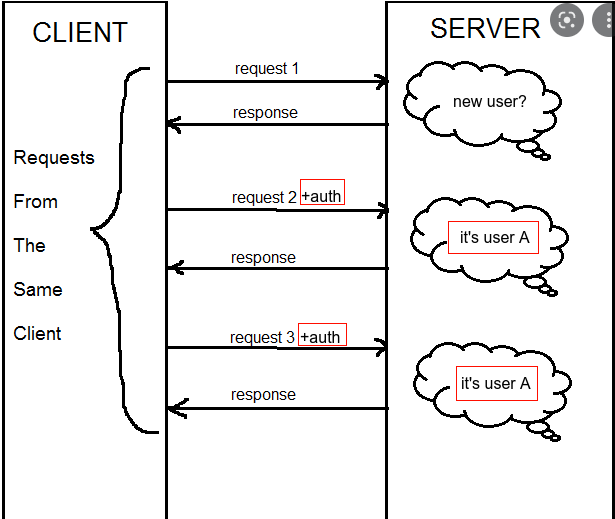 CLIENT
SERVER
request 1
new user?
response
Requests
From
The
Same
Client
request 2 +auth
it's user A
response
request 3 +auth
it's user A
response